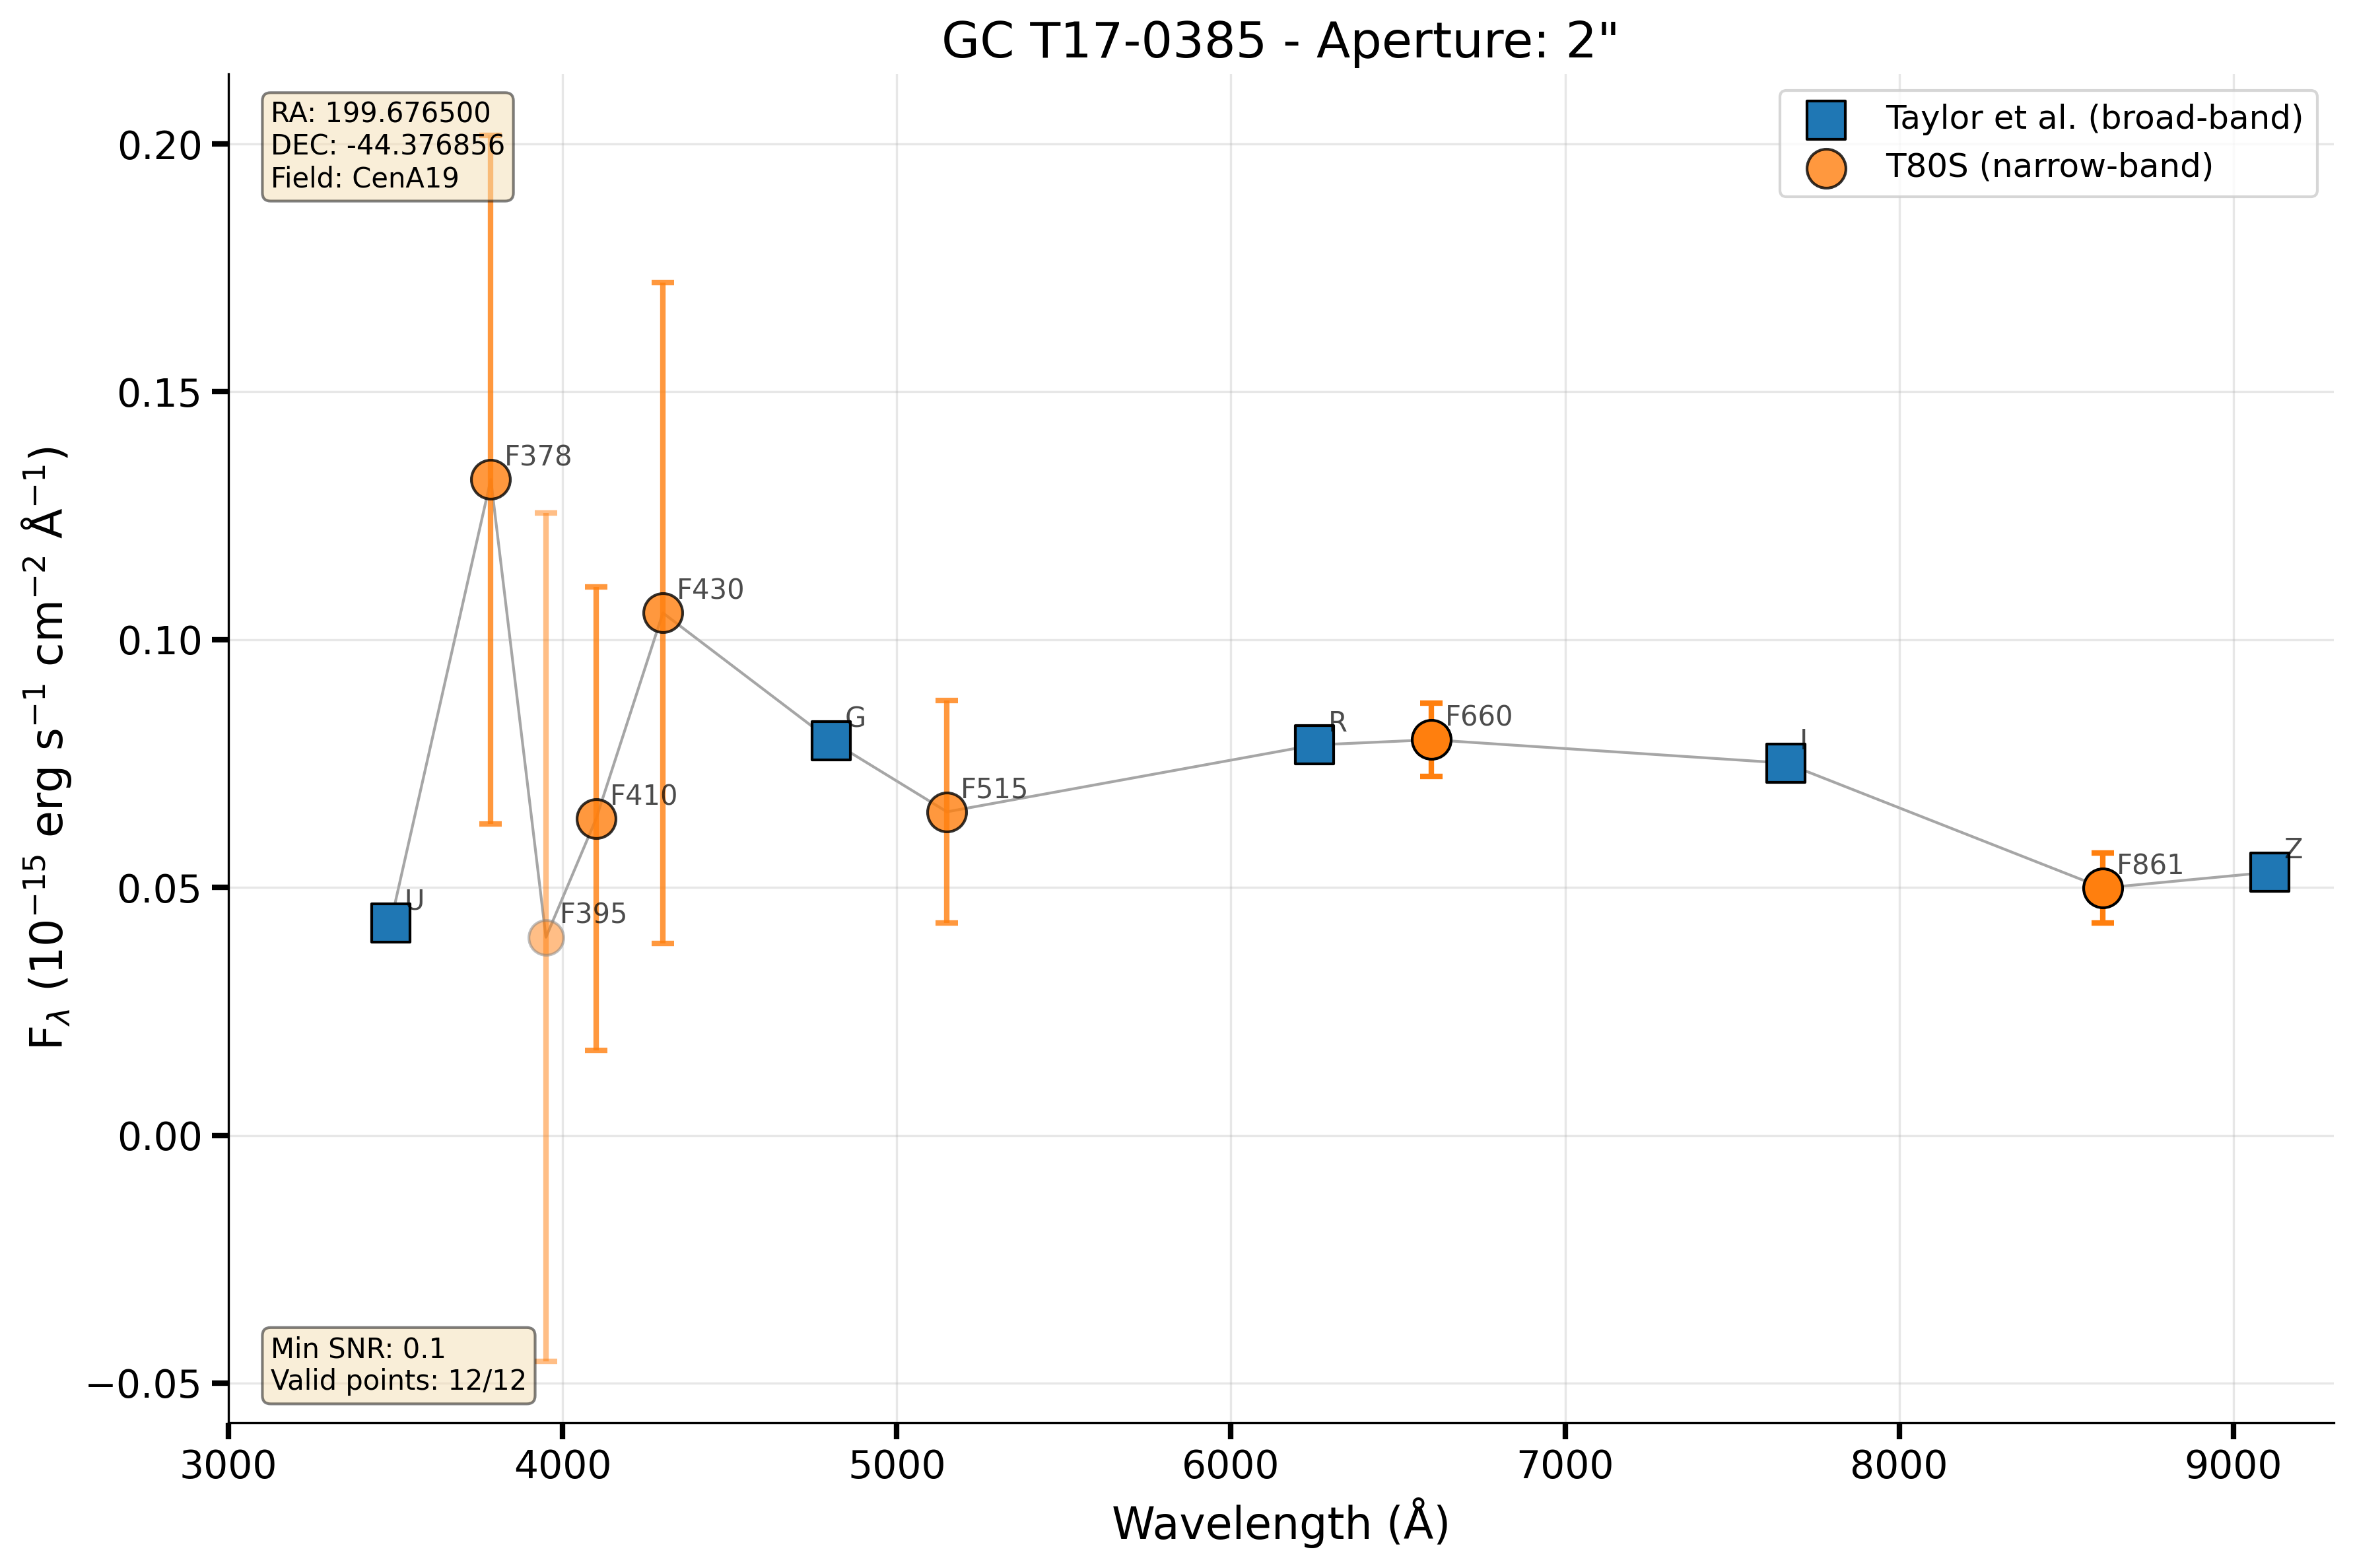 GC T17-0385 - Aperture: 2"
RA: 199.676500
DEC: -44.376856
Field: CenA19
Taylor et al. (broad-band)
T80S (narrow-band)
0.20
0.15
0.10
0.05
0.00
−0.05
F_λ (10⁻¹⁵ erg s⁻¹ cm⁻² Å⁻¹)
U
F378
F395
F410
F430
G
F515
R
F660
I
F861
Z
Min SNR: 0.1
Valid points: 12/12
3000 4000 5000 6000 7000 8000 9000
Wavelength (Å)